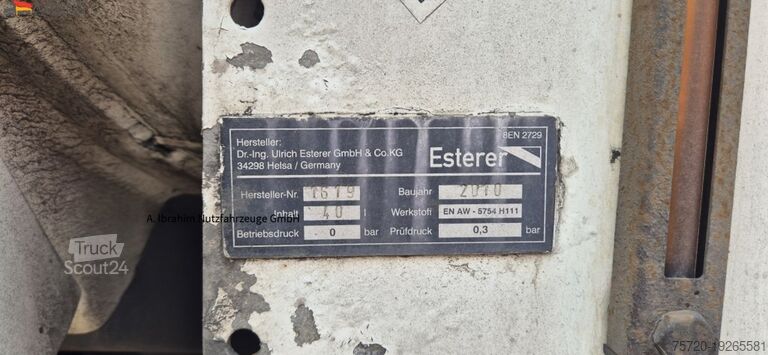 8EN 2729
Hersteller:
Dr.-Ing. Ulrich Esterer GmbH & Co.KG
34298 Helsa / Germany
Esterer
Hersteller-Nr. 1619 Baujahr 2010
Inhalt 40 l Werkstoff EN AW - 5754 H111
Betriebsdruck 0 bar Prüfdruck 0,3 bar
A. Ibrahim Nutzfahrzeuge GmbH
Truck
Scout24
75720-19265581